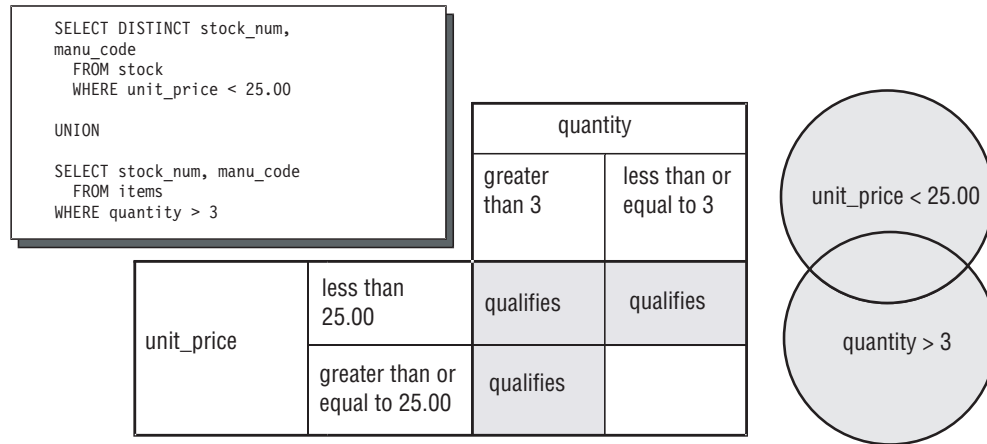 SELECT DISTINCT stock_num,
manu_code
FROM stock
WHERE unit_price < 25.00
UNION
SELECT stock_num, manu_code
FROM items
WHERE quantity > 3
quantity
greater
than 3
less than or
equal to 3
unit_price
less than
25.00
qualifies
qualifies
greater than or
equal to 25.00
qualifies
unit_price < 25.00
quantity > 3